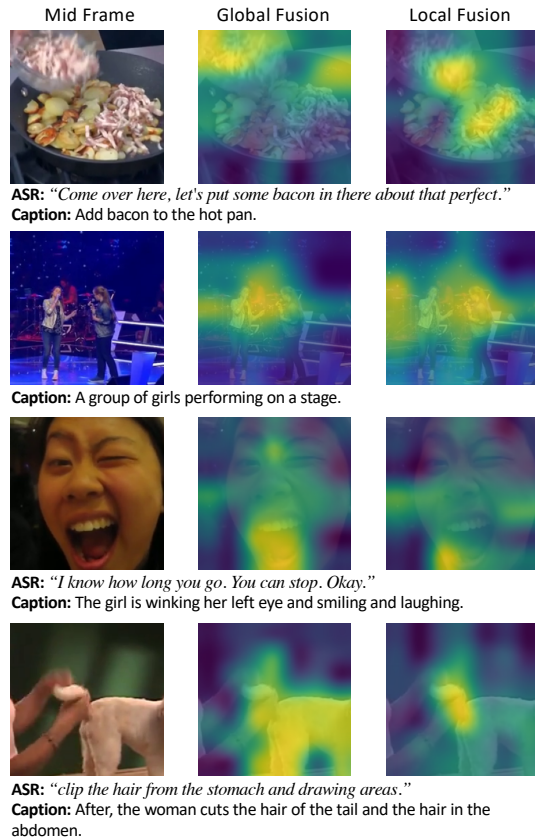 Mid Frame Global Fusion Local Fusion
ASR: “Come over here, let's put some bacon in there about that perfect.”
Caption: Add bacon to the hot pan.
Caption: A group of girls performing on a stage.
ASR: “I know how long you go. You can stop. Okay.”
Caption: The girl is winking her left eye and smiling and laughing.
ASR: “clip the hair from the stomach and drawing areas.”
Caption: After, the woman cuts the hair of the tail and the hair in the
abdomen.